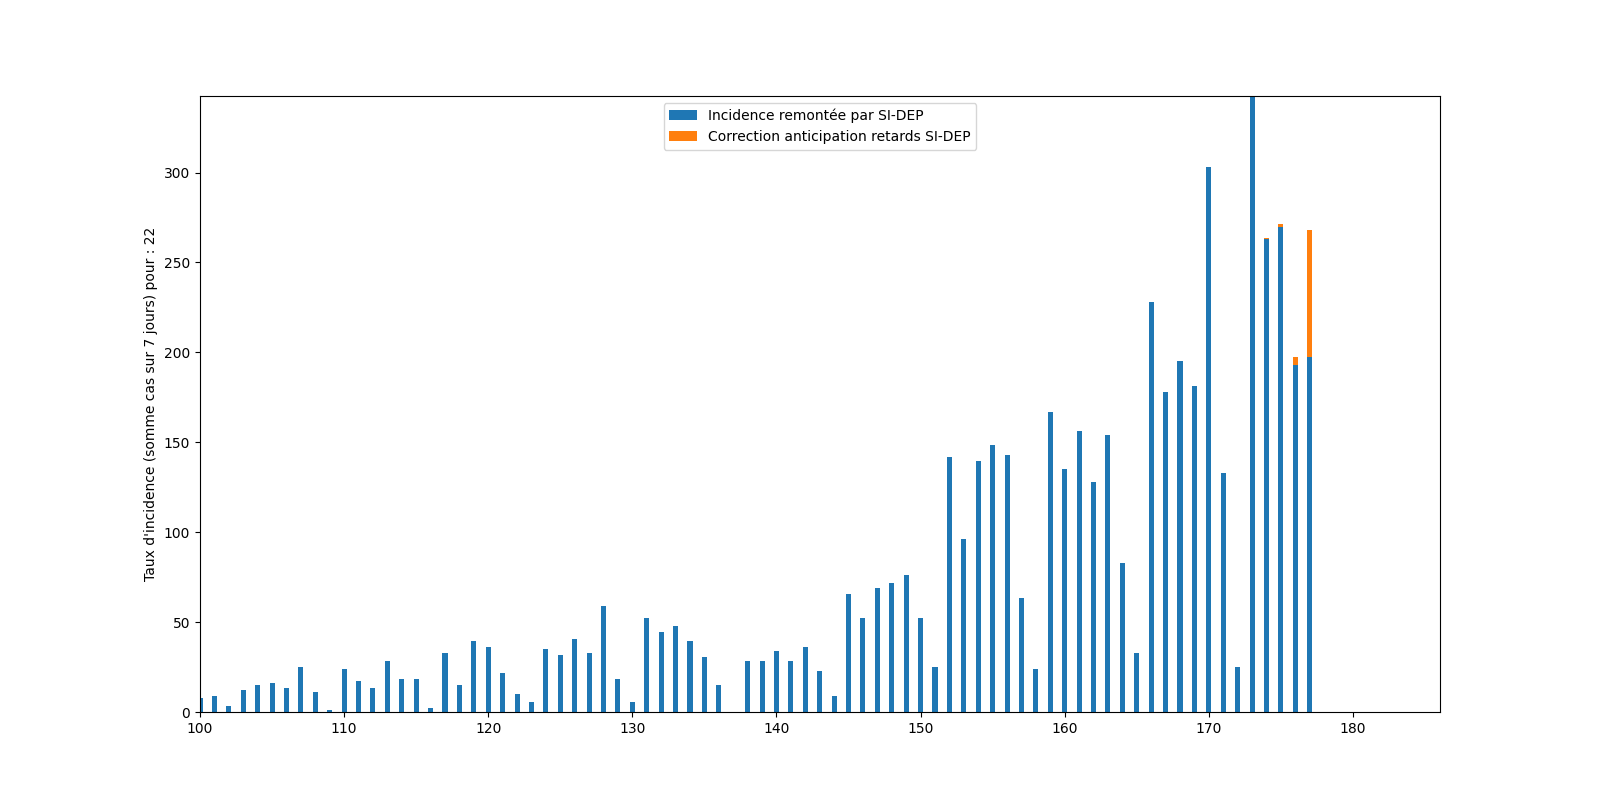 Incidence remontée par SI-DEP
Correction anticipation retards SI-DEP
Taux d'incidence (somme cas sur 7 jours) pour : 22
300
250
200
150
100
50
0
100 110 120 130 140 150 160 170 180